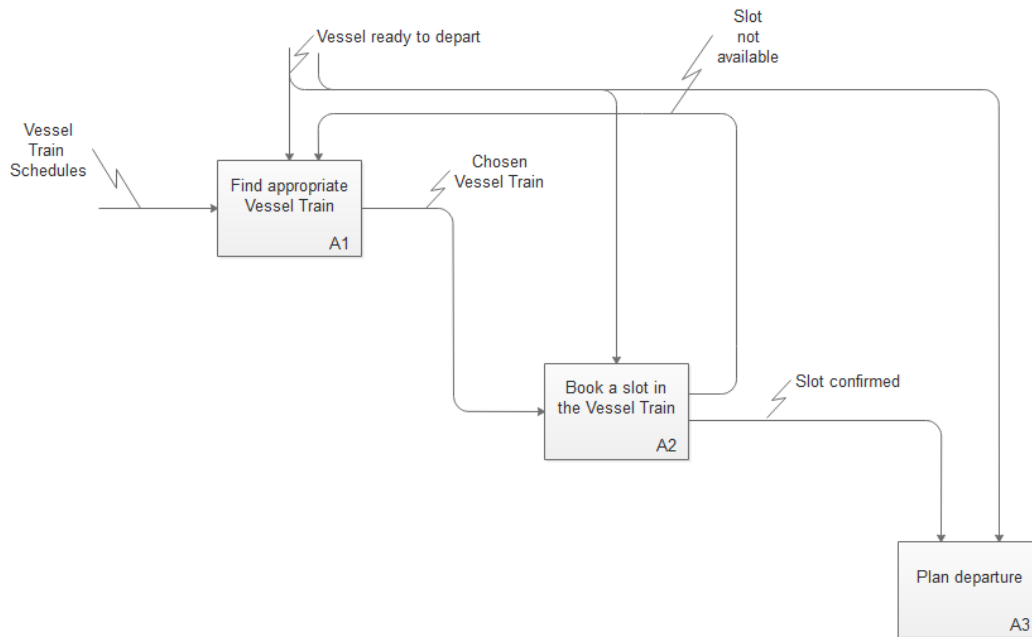 Slot
not
available
Vessel ready to depart
Vessel
Train
Schedules
Find appropriate
Vessel Train
A1
Chosen
Vessel Train
Book a slot in
the Vessel Train
A2
Slot confirmed
Plan departure
A3